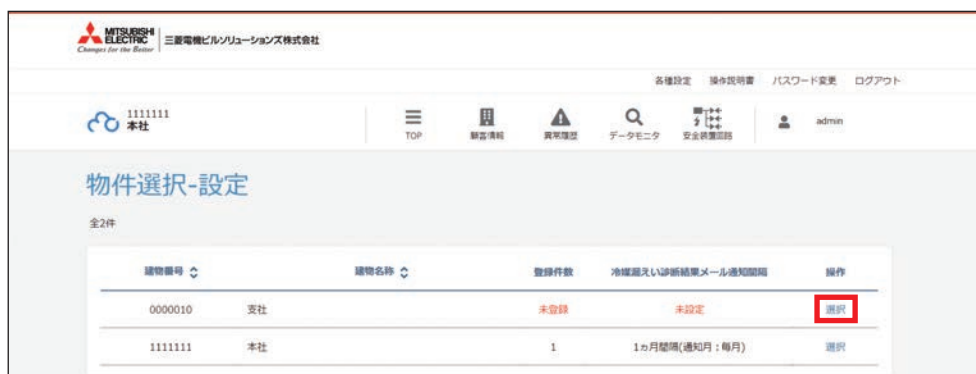 MITSUBISHI ELECTRIC
Changes for the Better
三菱電機ビルソリューションズ株式会社
各種設定 操作説明書 パスワード変更 ログアウト
1111111
本社
TOP 顧客情報 異常履歴 データモニタ 安全装置回路 admin
物件選択-設定
全2件
建物番号 建物名称 登録件数 冷媒漏えい診断結果メール通知間隔 操作
0000010 支社 未登録 未設定 選択
1111111 本社 1 1ヵ月間隔(通知月：毎月) 選択